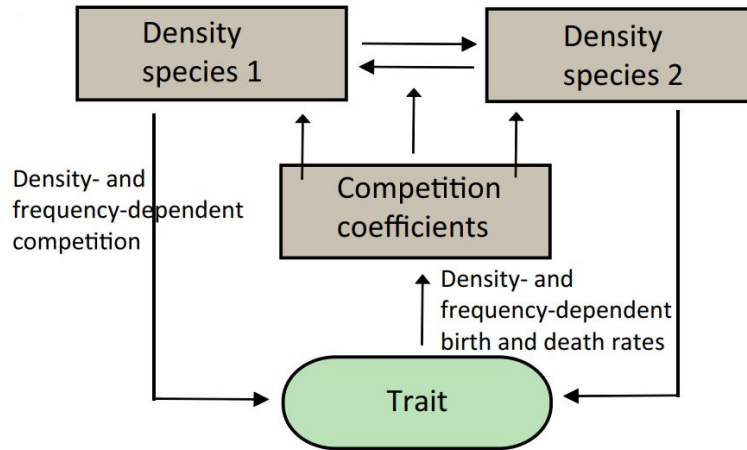 Density
species 1
Density
species 2
Density- and
frequency-dependent
competition
Competition
coefficients
Density- and
frequency-dependent
birth and death rates
Trait